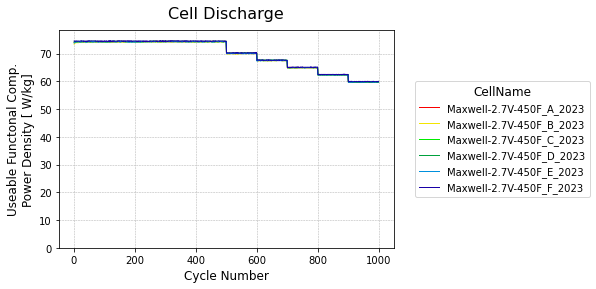 Cell Discharge
Useable Functonal Comp.
Power Density [ W/kg]
70
60
50
40
30
20
10
0
0 200 400 600 800 1000
Cycle Number
CellName
Maxwell-2.7V-450F_A_2023
Maxwell-2.7V-450F_B_2023
Maxwell-2.7V-450F_C_2023
Maxwell-2.7V-450F_D_2023
Maxwell-2.7V-450F_E_2023
Maxwell-2.7V-450F_F_2023